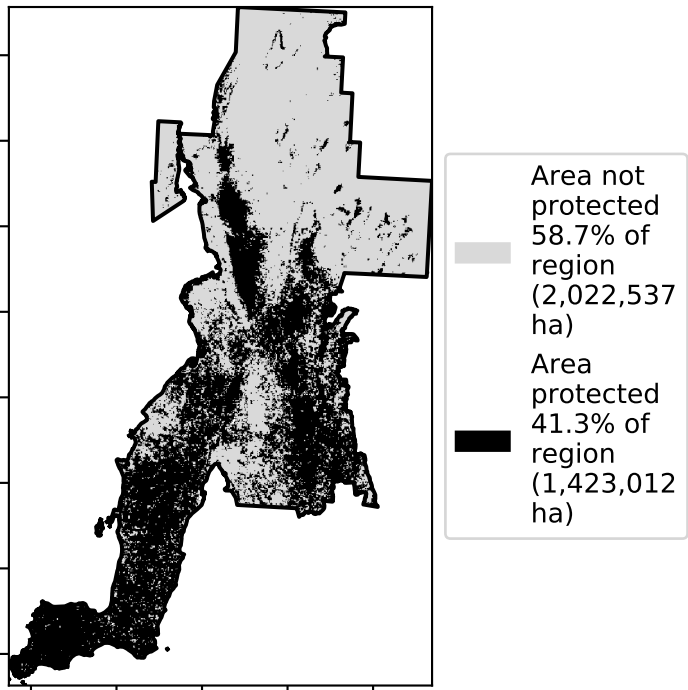 Area not
protected
58.7% of
region
(2,022,537
ha)
Area
protected
41.3% of
region
(1,423,012
ha)